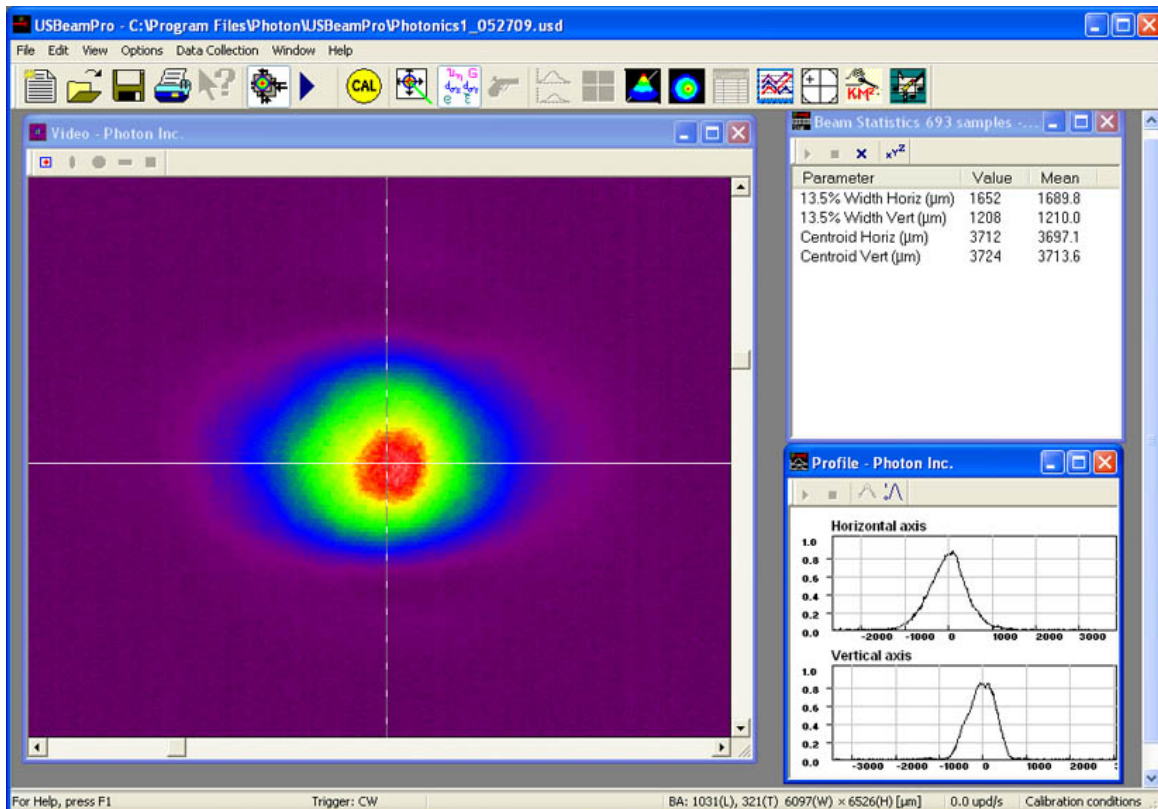 USBeamPro - C:\Program Files\Photon\USBeamPro\Photonics1_052709.usd
File Edit View Options Data Collection Window Help
CAL
KM²
Video - Photon Inc.
Beam Statistics 693 samples -...
xYZ
Parameter Value Mean
13.5% Width Horiz (µm) 1652 1689.8
13.5% Width Vert (µm) 1208 1210.0
Centroid Horiz (µm) 3712 3697.1
Centroid Vert (µm) 3724 3713.6
Profile - Photon Inc.
Horizontal axis
1.0
0.8
0.6
0.4
0.2
0.0
-2000 -1000 0 1000 2000 3000
Vertical axis
1.0
0.8
0.6
0.4
0.2
0.0
-3000 -2000 -1000 0 1000 2000
For Help, press F1 Trigger: CW BA: 1031(L), 321(T) 6097(W) × 6526(H) [µm] 0.0 upd/s Calibration conditions